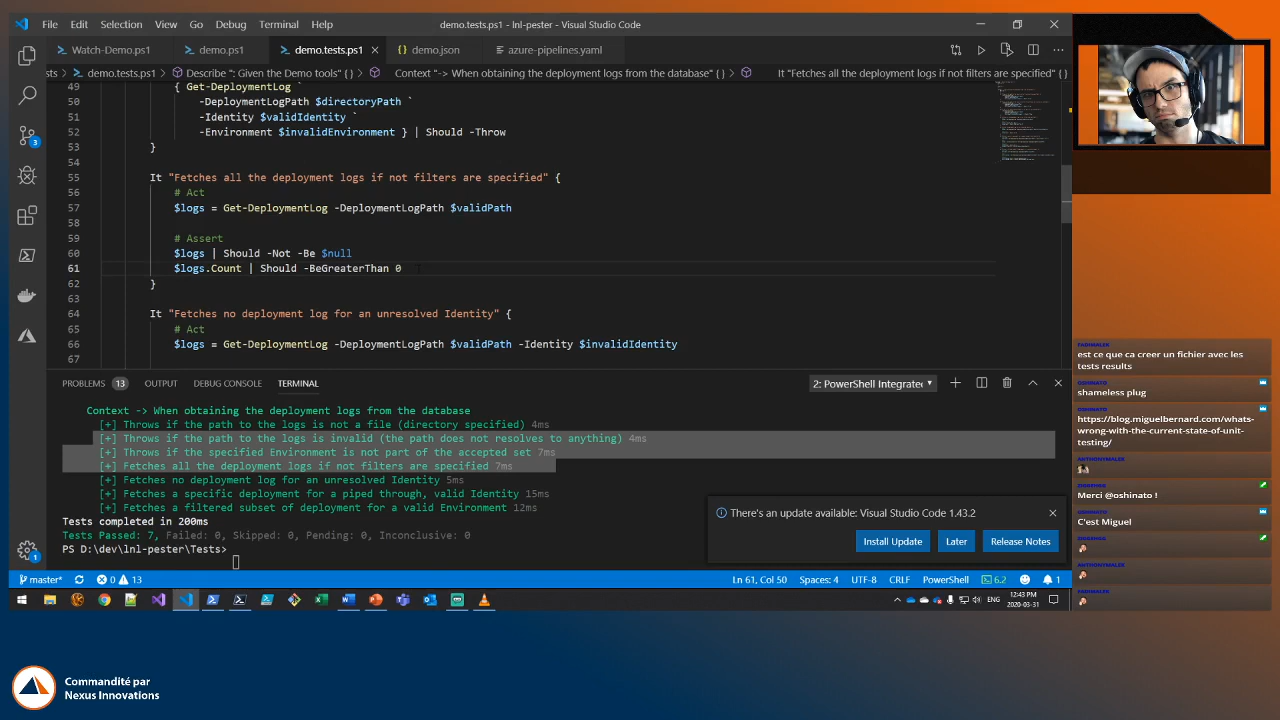 File Edit Selection View Go Debug Terminal Help demo.tests.ps1 - lnl-pester - Visual Studio Code
Watch-Demo.ps1 demo.ps1 demo.tests.ps1 demo.json azure-pipelines.yaml
sts > demo.tests.ps1 > Describe ": Given the Demo tools" { } > Context "-> When obtaining the deployment logs from the database" { } > It "Fetches all the deployment logs if not filters are specified" { }
49 { Get-DeploymentLog
50 -DeploymentLogPath $directoryPath `
51 -Identity $validIdentity `
52 -Environment $invalidEnvironment } | Should -Throw
53 }
54
55 It "Fetches all the deployment logs if not filters are specified" {
56 # Act
57 $logs = Get-DeploymentLog -DeploymentLogPath $validPath
58
59 # Assert
60 $logs | Should -Not -Be $null
61 $logs.Count | Should -BeGreaterThan 0
62 }
63
64 It "Fetches no deployment log for an unresolved Identity" {
65 # Act
66 $logs = Get-DeploymentLog -DeploymentLogPath $validPath -Identity $invalidIdentity
67
PROBLEMS 13 OUTPUT DEBUG CONSOLE TERMINAL 2: PowerShell Integrate
Context -> When obtaining the deployment logs from the database
[+] Throws if the path to the logs is not a file (directory specified) 4ms
[+] Throws if the path to the logs is invalid (the path does not resolves to anything) 4ms
[+] Throws if the specified Environment is not part of the accepted set 7ms
[+] Fetches all the deployment logs if not filters are specified 7ms
[+] Fetches no deployment log for an unresolved Identity 5ms
[+] Fetches a specific deployment for a piped through, valid Identity 15ms
[+] Fetches a filtered subset of deployment for a valid Environment 12ms
Tests completed in 200ms
Tests Passed: 7, Failed: 0, Skipped: 0, Pending: 0, Inconclusive: 0
PS D:\dev\lnl-pester\Tests>
There's an update available: Visual Studio Code 1.43.2
Install Update Later Release Notes
3
1
master* 0 13 Ln 61, Col 50 Spaces: 4 UTF-8 CRLF PowerShell 6.2 1
ENG 12:43 PM
2020-03-31
FADIMALEK
est ce que ca creer un fichier avec les
tests results
OSHINATO
shameless plug
OSHINATO
https://blog.miguelbernard.com/whats-
wrong-with-the-current-state-of-unit-
testing/
ANTHONYMALEK
Merci @oshinato !
OSHINATO
C'est Miguel
ANTHONYMALEK
FADIMALEK
Commandité par
Nexus Innovations